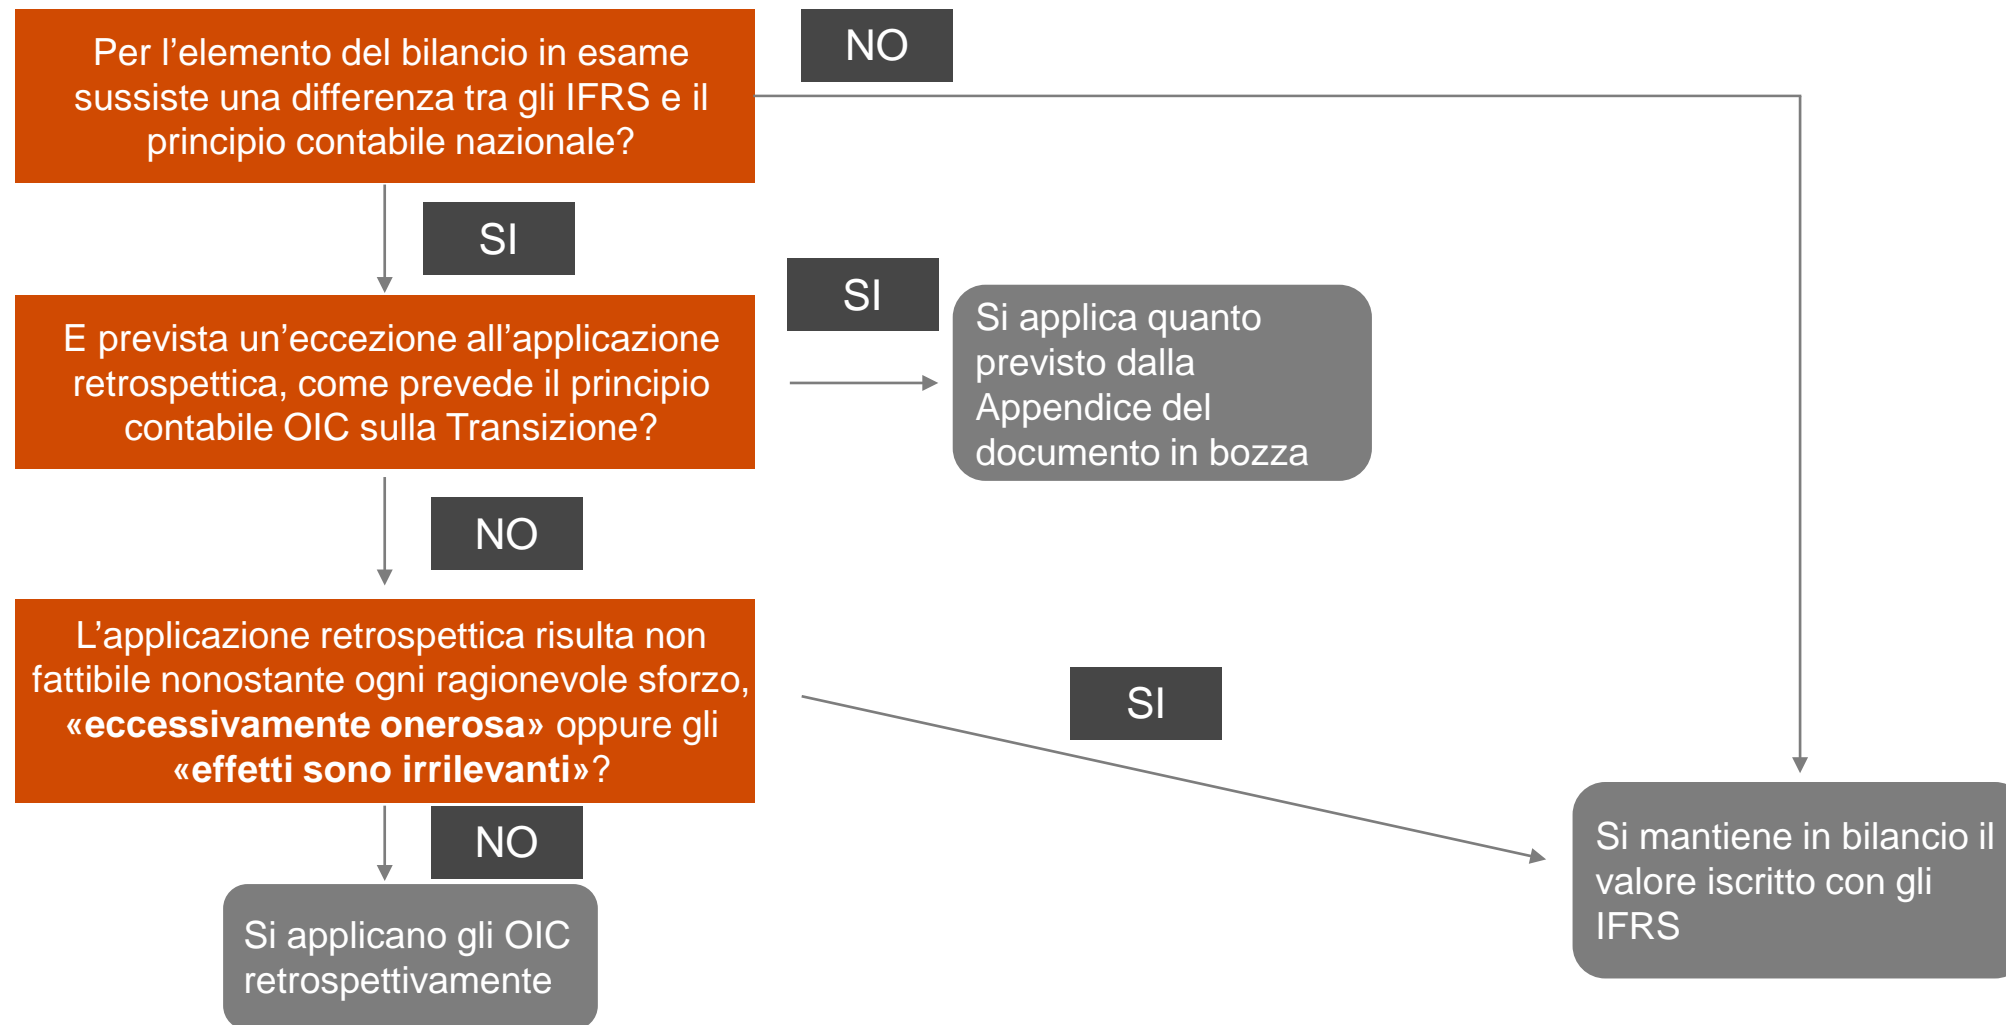 Per l’elemento del bilancio in esame
sussiste una differenza tra gli IFRS e il
principio contabile nazionale?
NO
SI
E prevista un’eccezione all’applicazione
retrospettica, come prevede il principio
contabile OIC sulla Transizione?
SI
Si applica quanto
previsto dalla
Appendice del
documento in bozza
NO
L’applicazione retrospettica risulta non
fattibile nonostante ogni ragionevole sforzo,
«eccessivamente onerosa» oppure gli
«effetti sono irrilevanti»?
SI
NO
Si applicano gli OIC
retrospettivamente
Si mantiene in bilancio il
valore iscritto con gli
IFRS